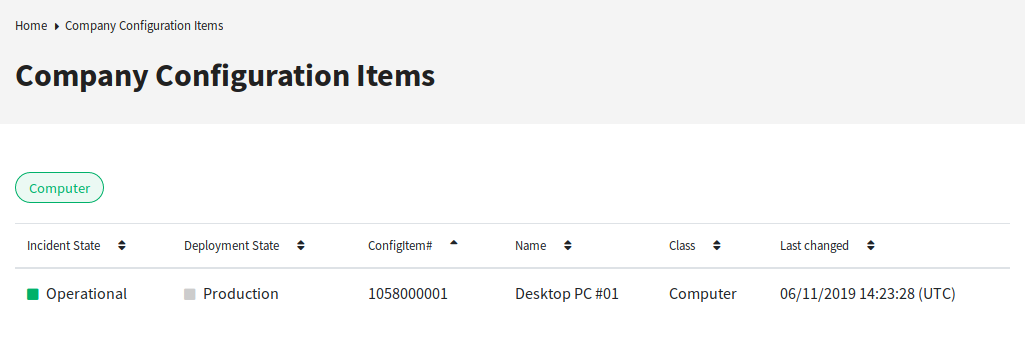 Home Company Configuration Items
Company Configuration Items
Computer
Incident State Deployment State ConfigItem# Name Class Last changed
Operational Production 1058000001 Desktop PC #01 Computer 06/11/2019 14:23:28 (UTC)